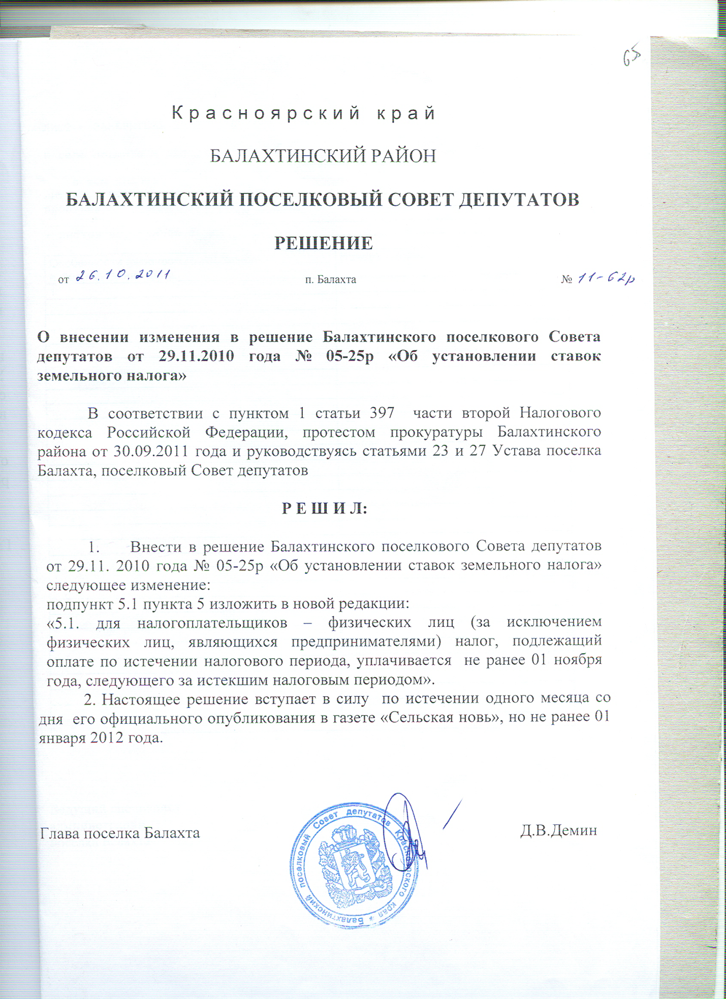 65
Красноярский край
БАЛАХТИНСКИЙ РАЙОН
БАЛАХТИНСКИЙ ПОСЕЛКОВЫЙ СОВЕТ ДЕПУТАТОВ
РЕШЕНИЕ
от 26.10.2011 п. Балахта № 11-62р
О внесении изменения в решение Балахтинского поселкового Совета
депутатов от 29.11.2010 года № 05-25р «Об установлении ставок
земельного налога»
В соответствии с пунктом 1 статьи 397 части второй Налогового
кодекса Российской Федерации, протестом прокуратуры Балахтинского
района от 30.09.2011 года и руководствуясь статьями 23 и 27 Устава поселка
Балахта, поселковый Совет депутатов
Р Е Ш И Л:
1. Внести в решение Балахтинского поселкового Совета депутатов
от 29.11. 2010 года № 05-25р «Об установлении ставок земельного налога»
следующее изменение:
подпункт 5.1 пункта 5 изложить в новой редакции:
«5.1. для налогоплательщиков – физических лиц (за исключением
физических лиц, являющихся предпринимателями) налог, подлежащий
оплате по истечении налогового периода, уплачивается не ранее 01 ноября
года, следующего за истекшим налоговым периодом».
2. Настоящее решение вступает в силу по истечении одного месяца со
дня его официального опубликования в газете «Сельская новь», но не ранее 01
января 2012 года.
Глава поселка Балахта Д.В.Демин
Балахтинский поселковый Совет депутатов Красноярского края